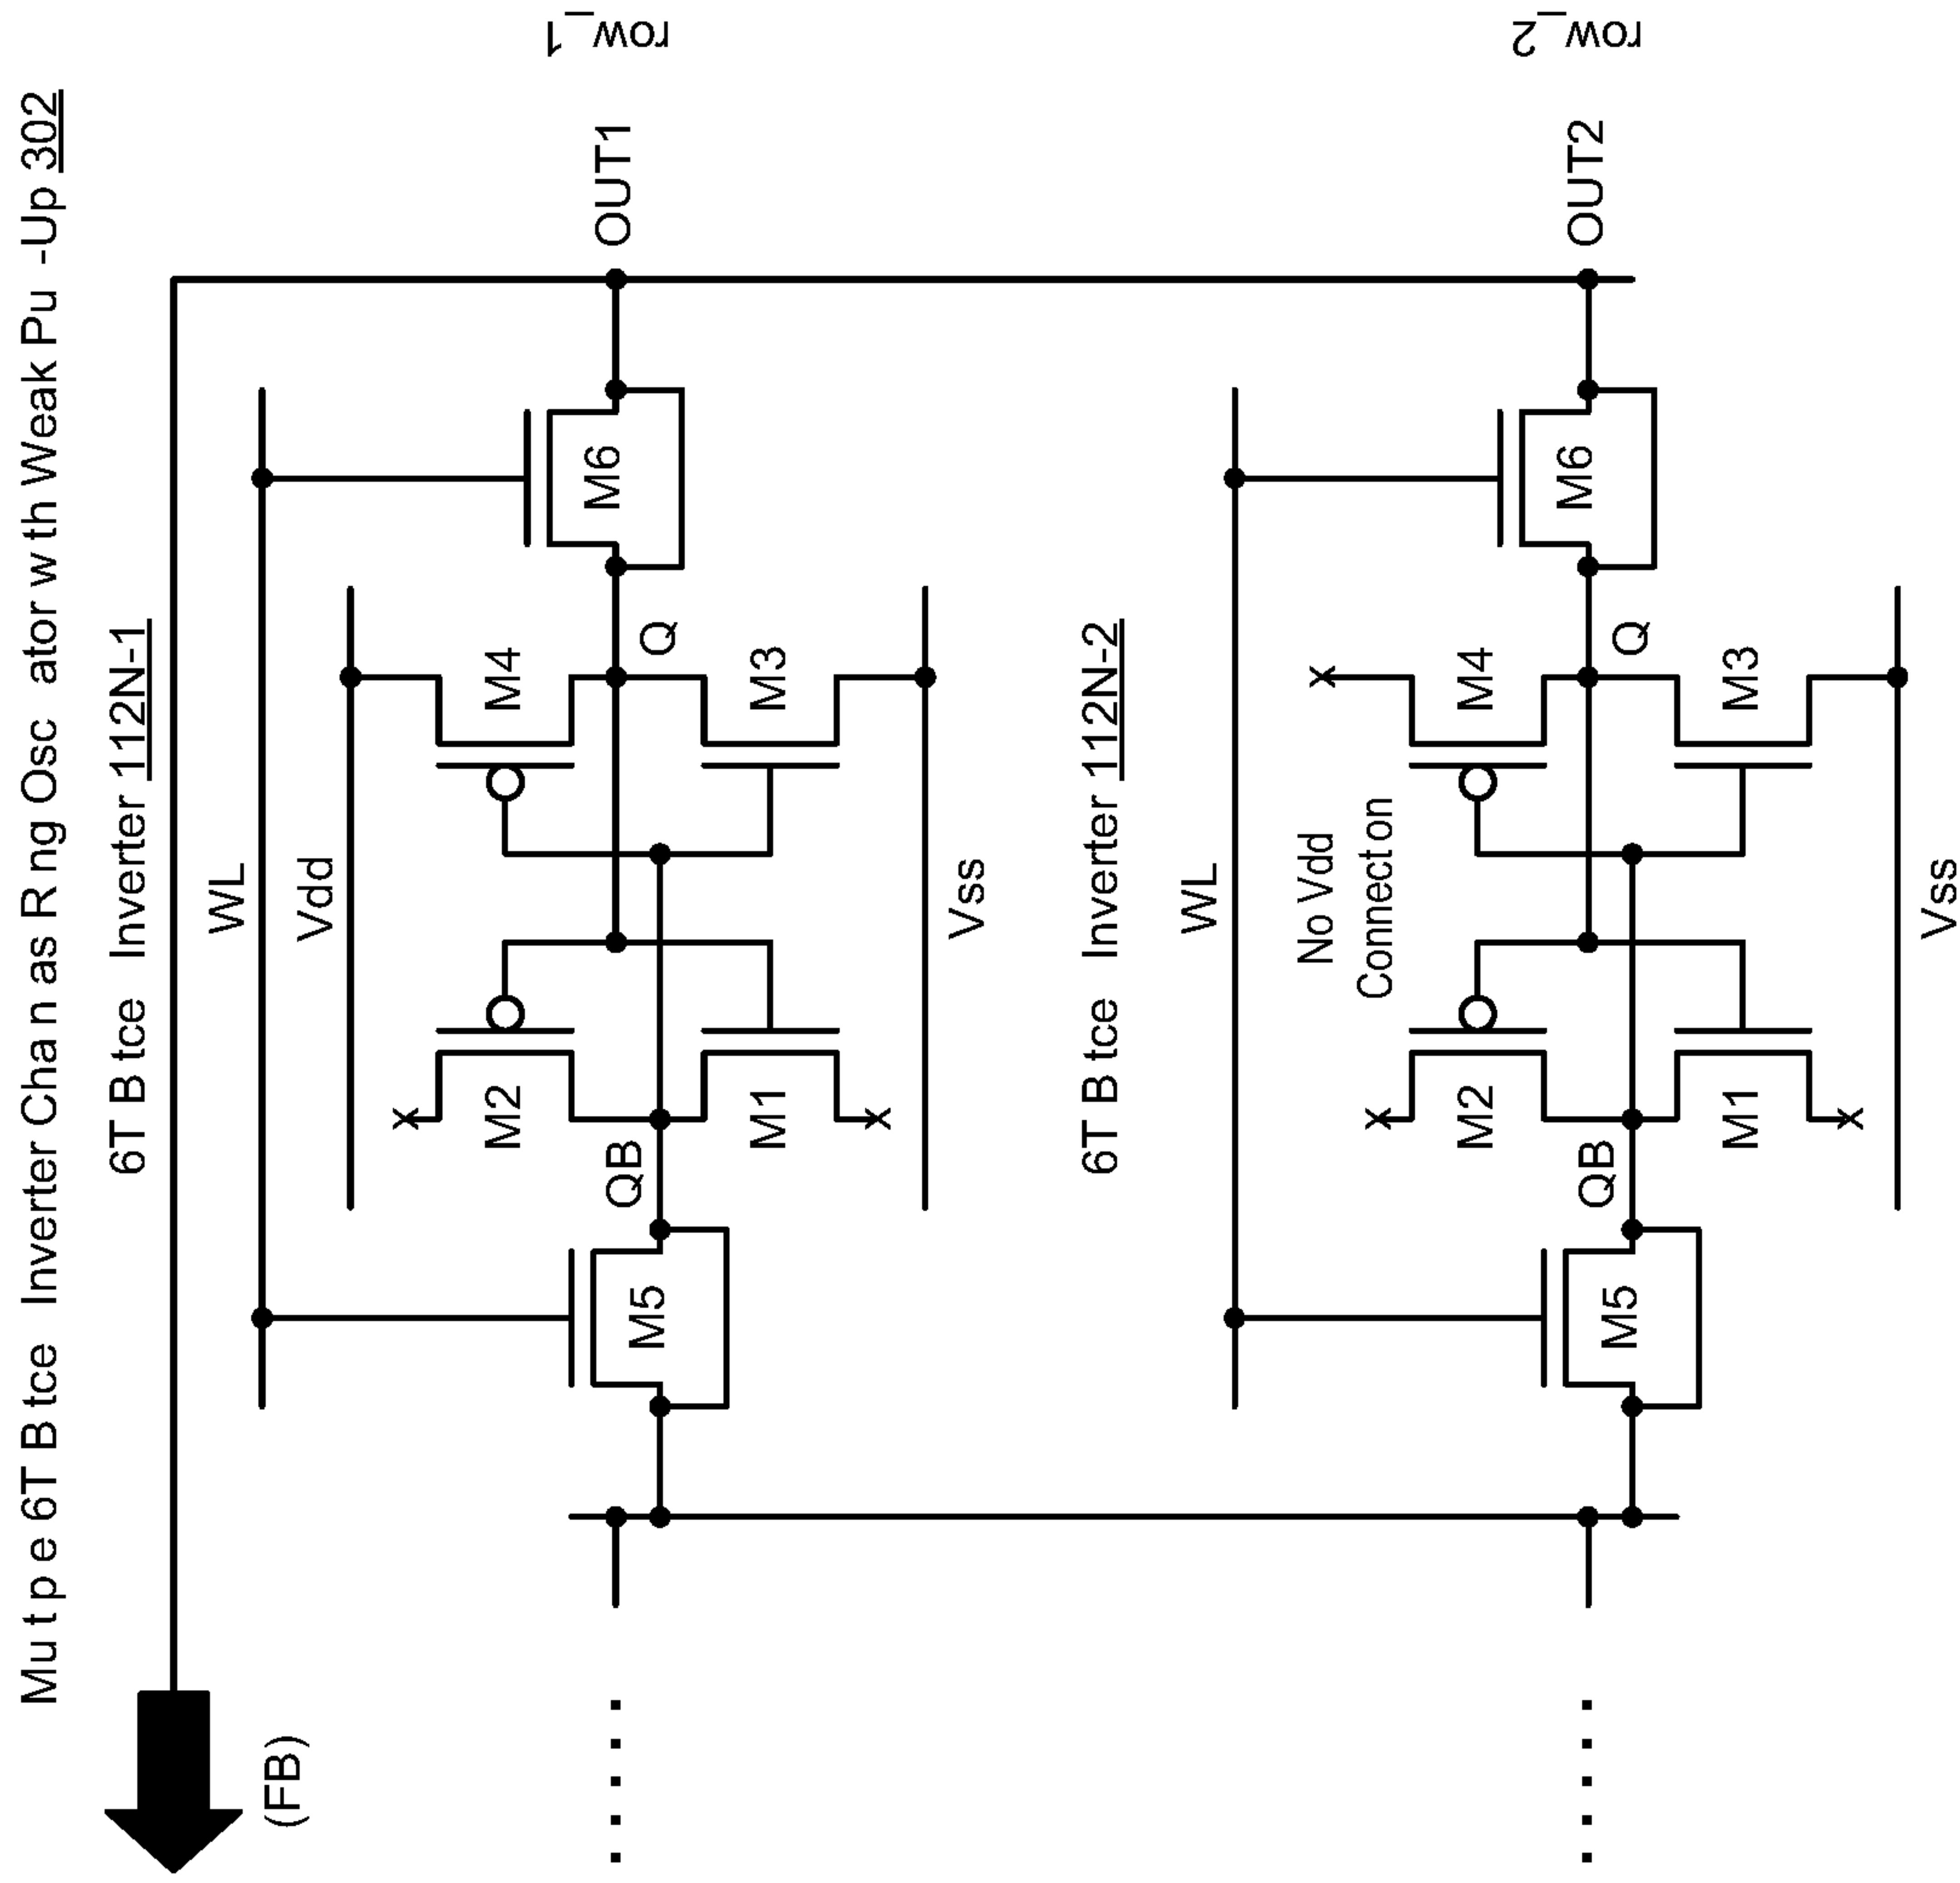 Mu t p e 6T B tce Inverter Cha n as R ng Osc ator w th Weak Pu -Up 302
6T B tce Inverter 112N-1
(FB)
WL
Vdd
M2
M4
QB
M5
M1
M6
OUT1
row_1
Q
M3
Vss
6T B tce Inverter 112N-2
WL
No Vdd
Connect on
M2
M4
QB
M5
M1
M6
OUT2
row_2
Q
M3
Vss